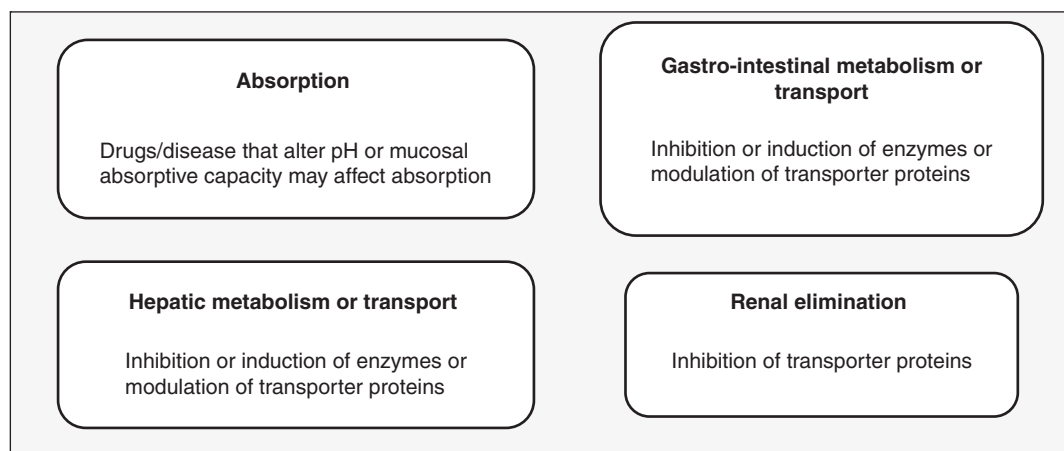 Absorption
Drugs/disease that alter pH or mucosal
absorptive capacity may affect absorption
Gastro-intestinal metabolism or
transport
Inhibition or induction of enzymes or
modulation of transporter proteins
Hepatic metabolism or transport
Inhibition or induction of enzymes or
modulation of transporter proteins
Renal elimination
Inhibition of transporter proteins